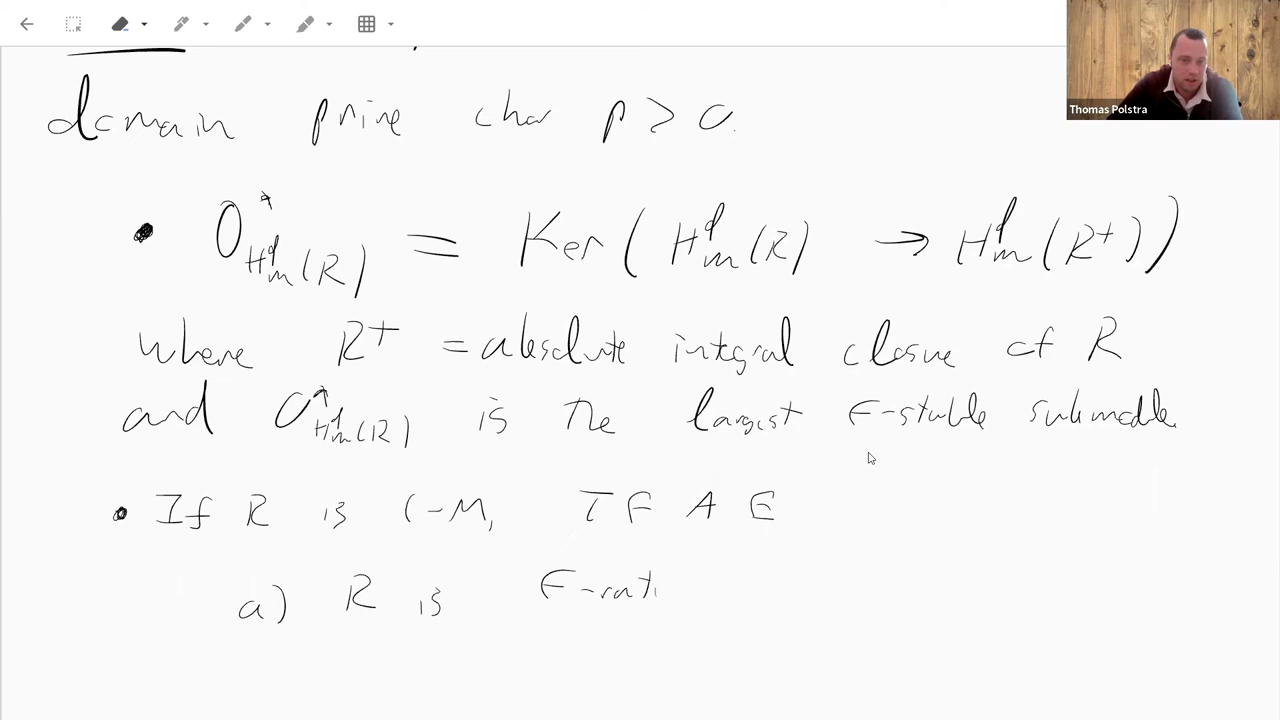 Thomas Polstra
domain prime char p > 0.
• 0^*_{H^d_m(R)} = Ker(H^d_m(R) → H^d_m(R^+))
where R^+ = absolute integral closure of R
and 0^*_{H^d_m(R)} is the largest F-stable submodule.
• If R is C-M, TFAE
a) R is F-rati